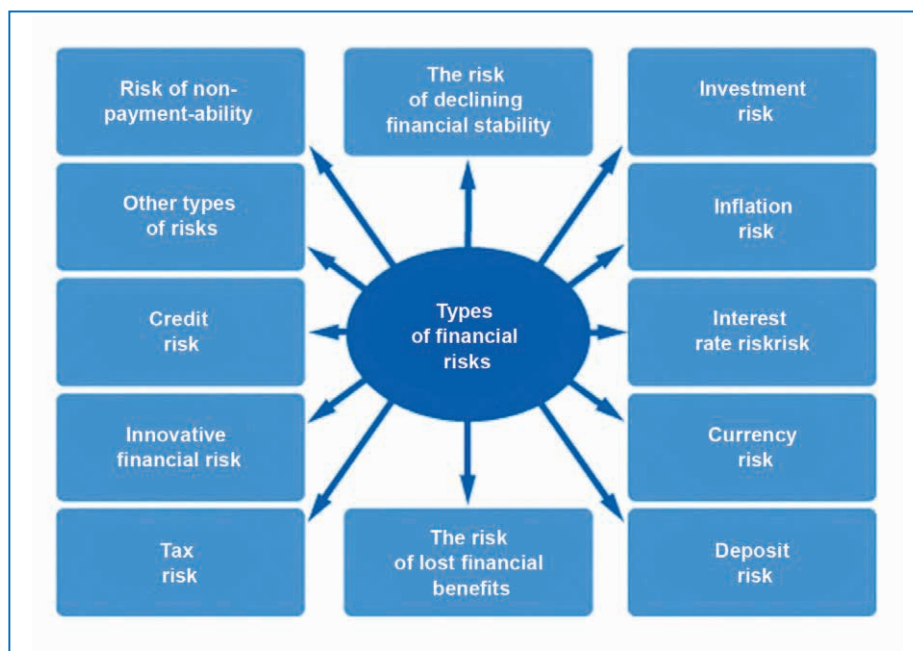 Risk of non-
payment-ability
The risk
of declining
financial stability
Investment
risk
Other types
of risks
Inflation
risk
Credit
risk
Types
of financial
risks
Interest
rate riskrisk
Innovative
financial risk
Currency
risk
Tax
risk
The risk
of lost financial
benefits
Deposit
risk